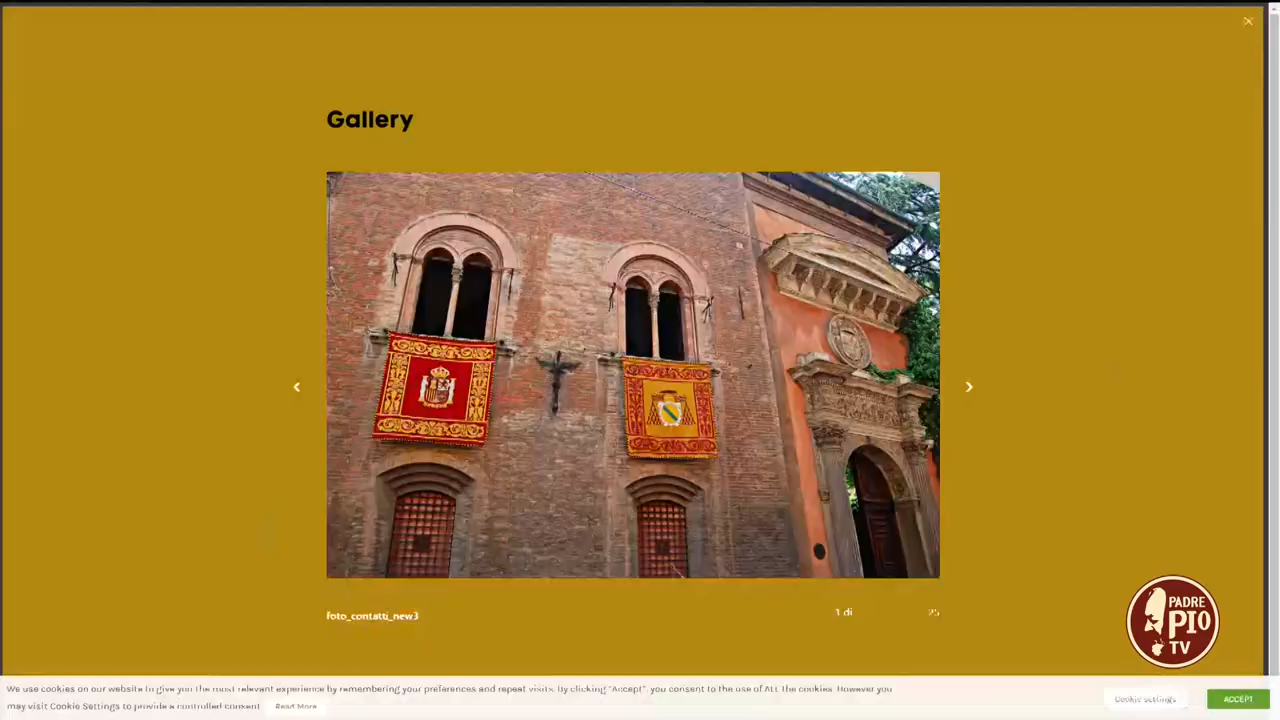 Gallery
foto_contatti_new3
1 di 25
PADRE
PIO
TV
We use cookies on our website to give you the most relevant experience by remembering your preferences and repeat visits. By clicking "Accept", you consent to the use of ALL the cookies. However you
may visit Cookie Settings to provide a controlled consent. Read More
Cookie settings
ACCEPT